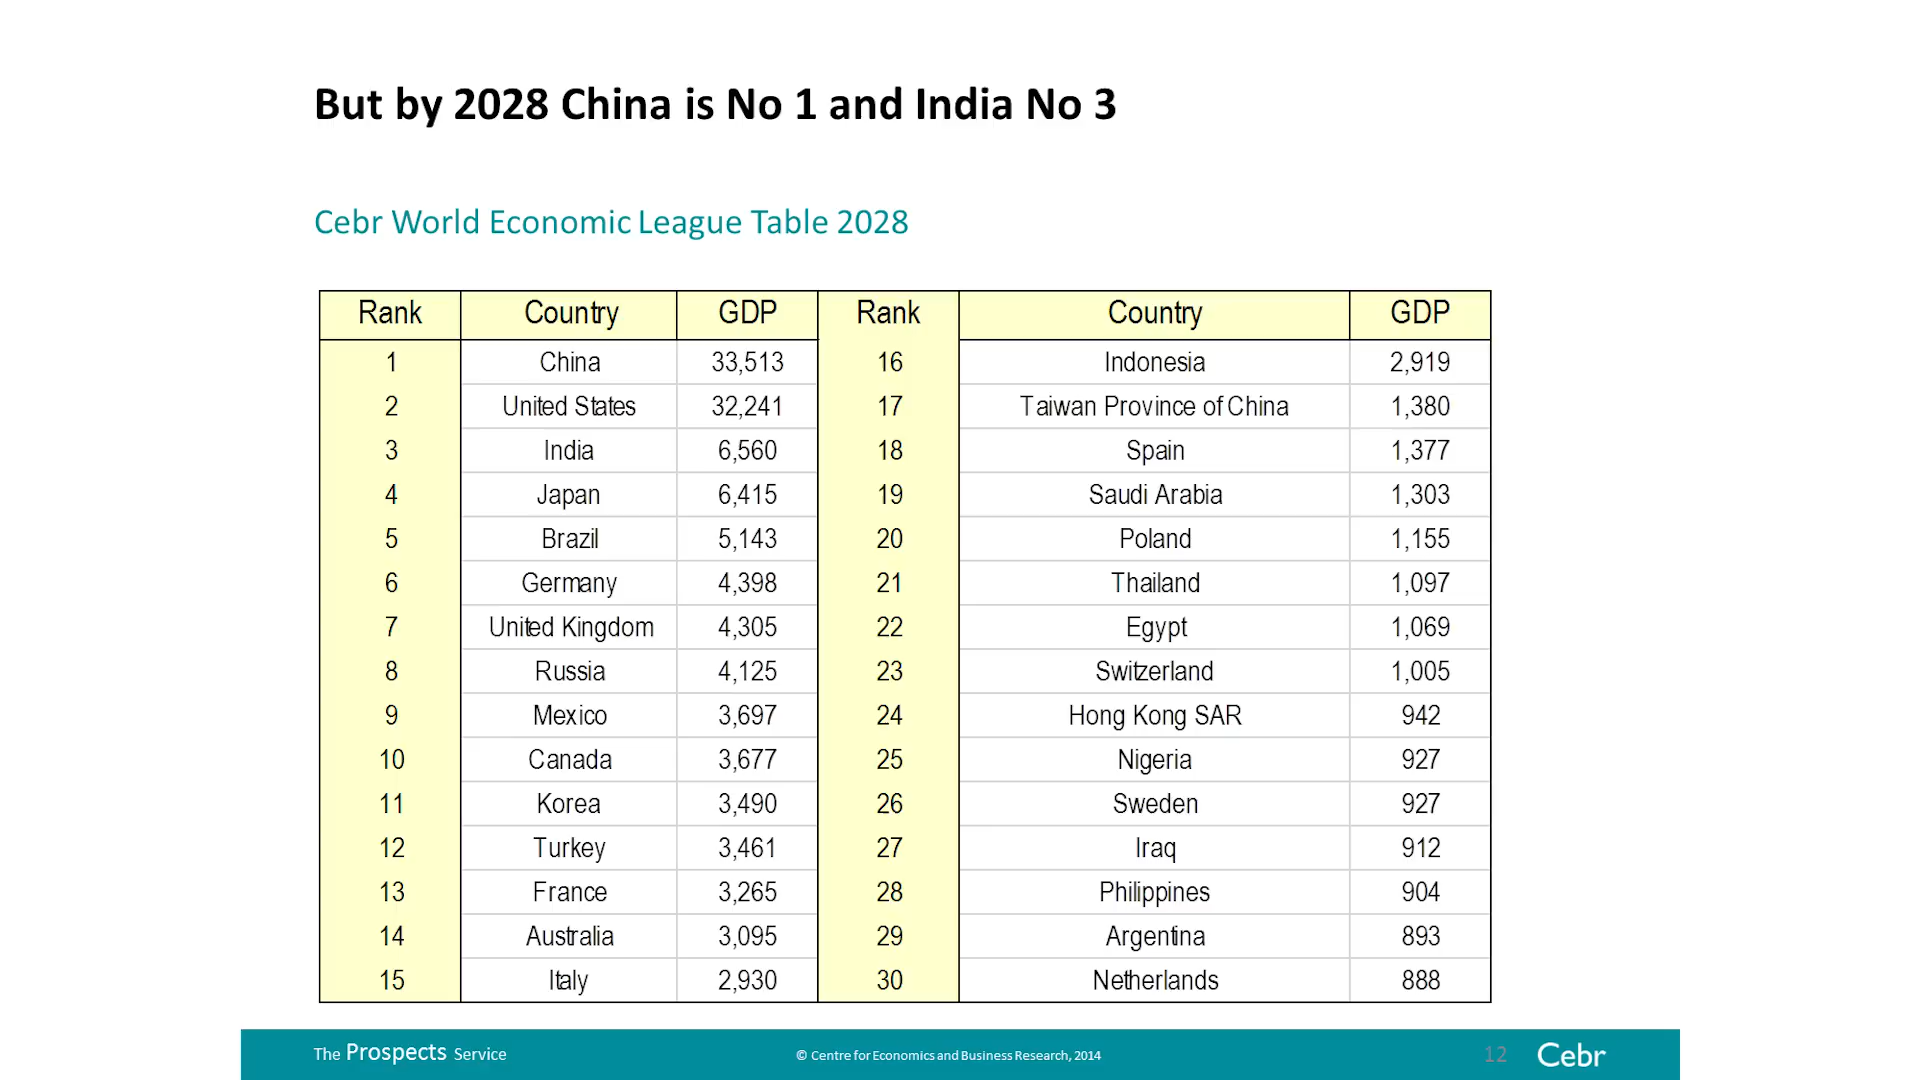 But by 2028 China is No 1 and India No 3
Cebr World Economic League Table 2028
Rank Country GDP Rank Country GDP
1 China 33,513 16 Indonesia 2,919
2 United States 32,241 17 Taiwan Province of China 1,380
3 India 6,560 18 Spain 1,377
4 Japan 6,415 19 Saudi Arabia 1,303
5 Brazil 5,143 20 Poland 1,155
6 Germany 4,398 21 Thailand 1,097
7 United Kingdom 4,305 22 Egypt 1,069
8 Russia 4,125 23 Switzerland 1,005
9 Mexico 3,697 24 Hong Kong SAR 942
10 Canada 3,677 25 Nigeria 927
11 Korea 3,490 26 Sweden 927
12 Turkey 3,461 27 Iraq 912
13 France 3,265 28 Philippines 904
14 Australia 3,095 29 Argentina 893
15 Italy 2,930 30 Netherlands 888
The Prospects Service © Centre for Economics and Business Research, 2014 12 Cebr